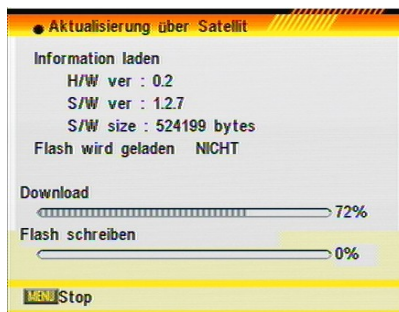 Aktualisierung über Satellit
Information laden
H/W ver : 0.2
S/W ver : 1.2.7
S/W size : 524199 bytes
Flash wird geladen NICHT
Download
72%
Flash schreiben
0%
MENU Stop